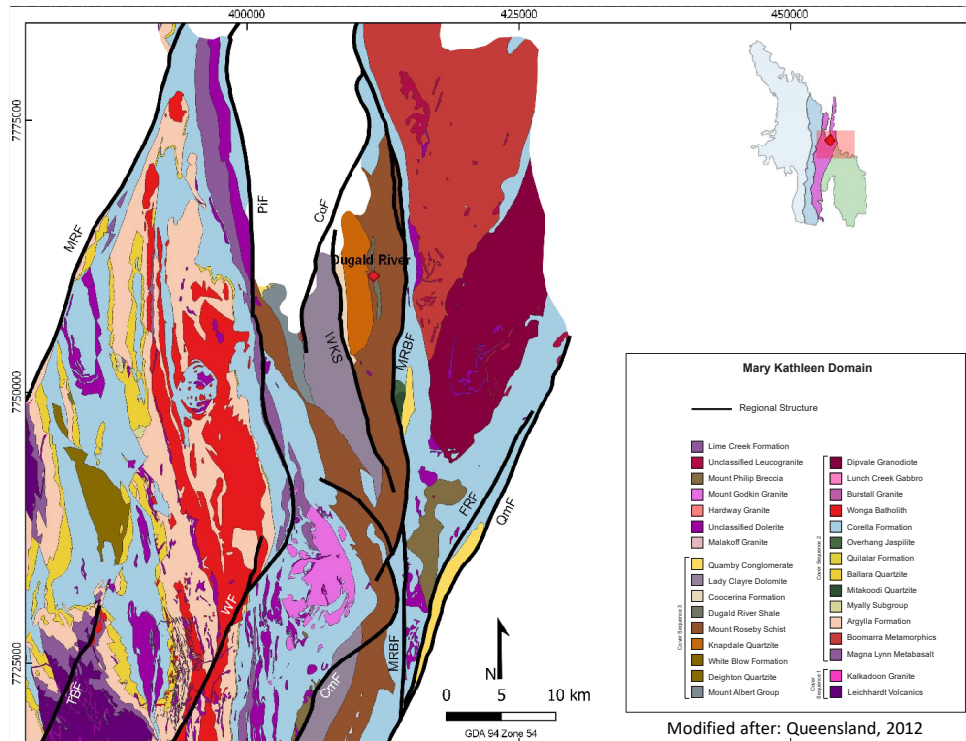 400000
425000
450000
7775000
7750000
7725000
MRF
PiF
CoF
Dugald River
WKS
MRBF
FRF
QmF
WF
TBF
CmF
MRBF
N
0 5 10 km
GDA 94 Zone 54
Mary Kathleen Domain
Regional Structure
Lime Creek Formation
Unclassified Leucogranite
Mount Philip Breccia
Mount Godkin Granite
Hardway Granite
Unclassified Dolerite
Malakoff Granite
Cover Sequence 3
Quamby Conglomerate
Lady Clayre Dolomite
Coocerina Formation
Dugald River Shale
Mount Roseby Schist
Knapdale Quartzite
White Blow Formation
Deighton Quartzite
Mount Albert Group
Cover Sequence 2
Dipvale Granodiote
Lunch Creek Gabbro
Burstall Granite
Wonga Batholith
Corella Formation
Overhang Jaspilite
Quilalar Formation
Ballara Quartzite
Mitakoodi Quartzite
Myally Subgroup
Argylla Formation
Boomarra Metamorphics
Magna Lynn Metabasalt
Cover
Sequence 1
Kalkadoon Granite
Leichhardt Volcanics
Modified after: Queensland, 2012